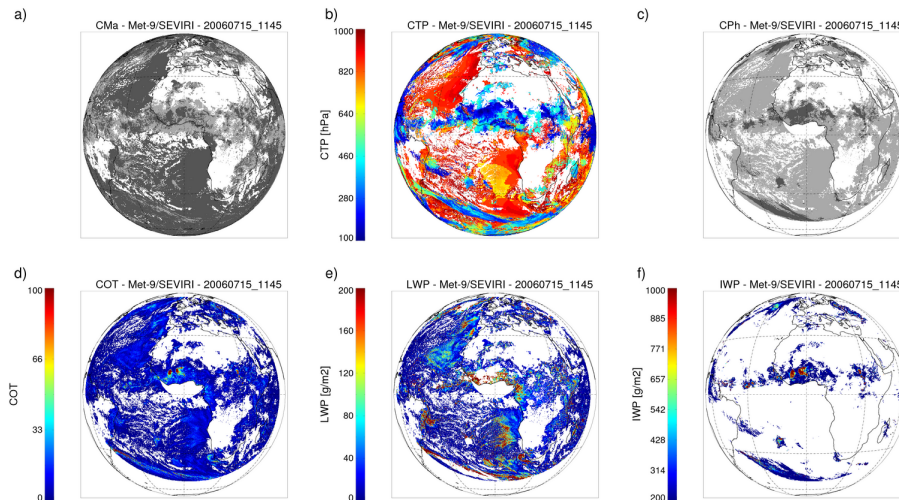 a)
CMa - Met-9/SEVIRI - 20060715_1145
b)
CTP - Met-9/SEVIRI - 20060715_1145
c)
CPh - Met-9/SEVIRI - 20060715_1145
1000
820
640
460
280
100
CTP [hPa]
d)
COT - Met-9/SEVIRI - 20060715_1145
e)
LWP - Met-9/SEVIRI - 20060715_1145
f)
IWP - Met-9/SEVIRI - 20060715_1145
100
66
33
0
COT
200
160
120
80
40
0
LWP [g/m2]
1000
885
771
657
542
428
314
200
IWP [g/m2]